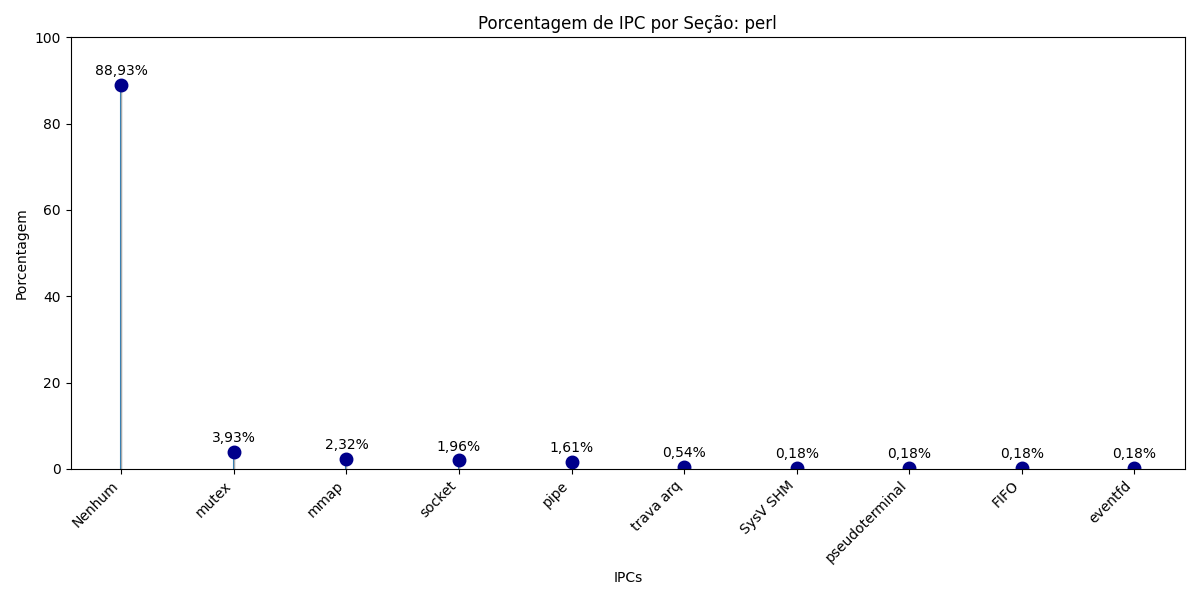 Porcentagem de IPC por Seção: perl
100
80
60
40
20
0
Porcentagem
88,93%
3,93%
2,32%
1,96%
1,61%
0,54%
0,18%
0,18%
0,18%
0,18%
Nenhum
mutex
mmap
socket
pipe
trava arq
SysV SHM
pseudoterminal
FIFO
eventfd
IPCs